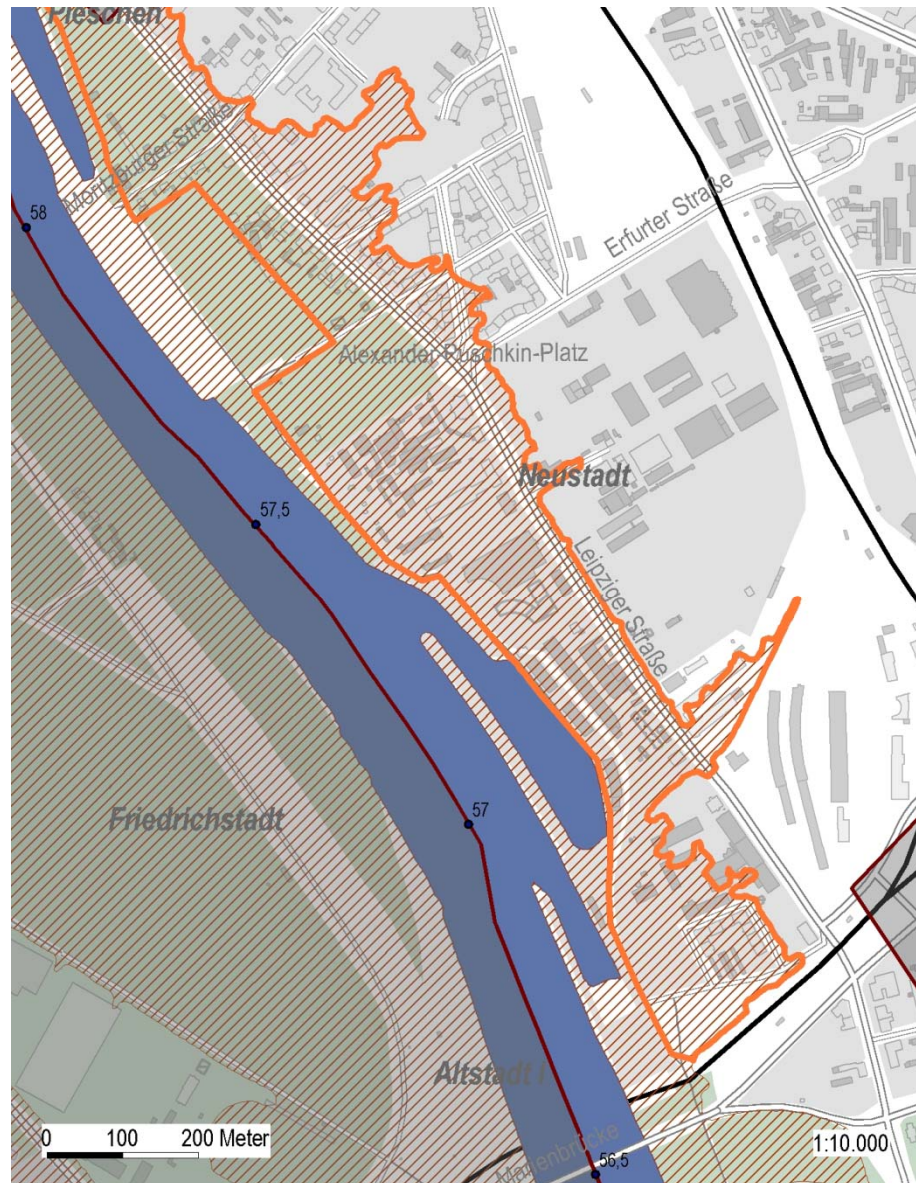 Pieschen
Moritzburger Straße
58
Erfurter Straße
Alexander-Puschkin-Platz
57,5
Neustadt
Leipziger Straße
Friedrichstadt
57
Altstadt I
0 100 200 Meter
1:10.000
Marienbrücke
56,5